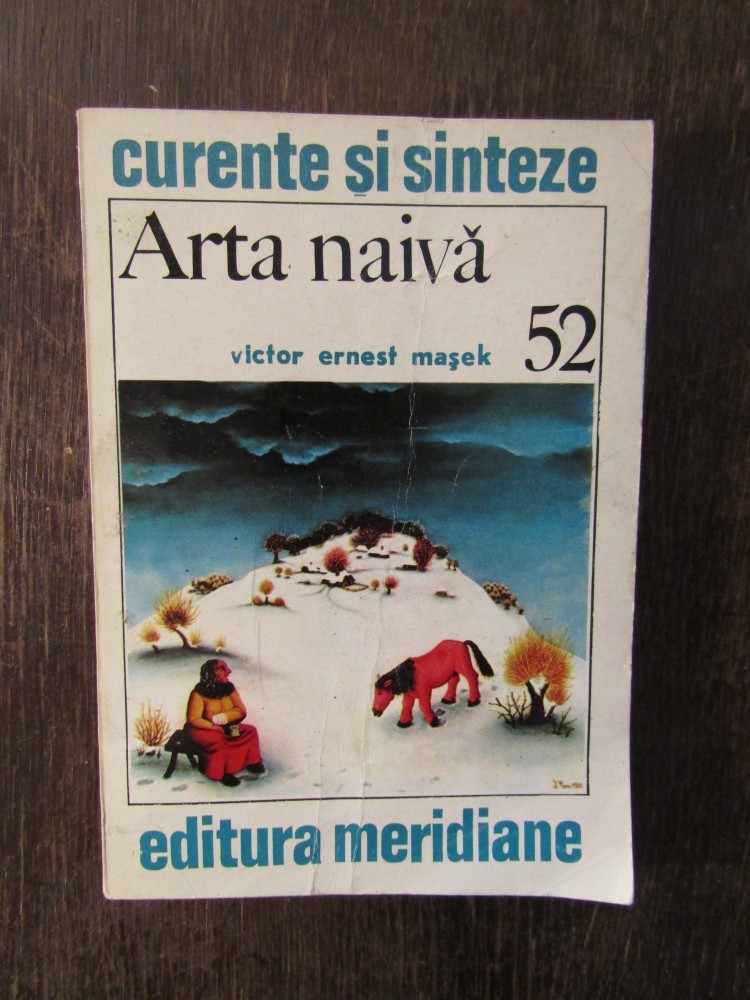 curente și sinteze
Arta naivă
52
victor ernest mașek
editura meridiane